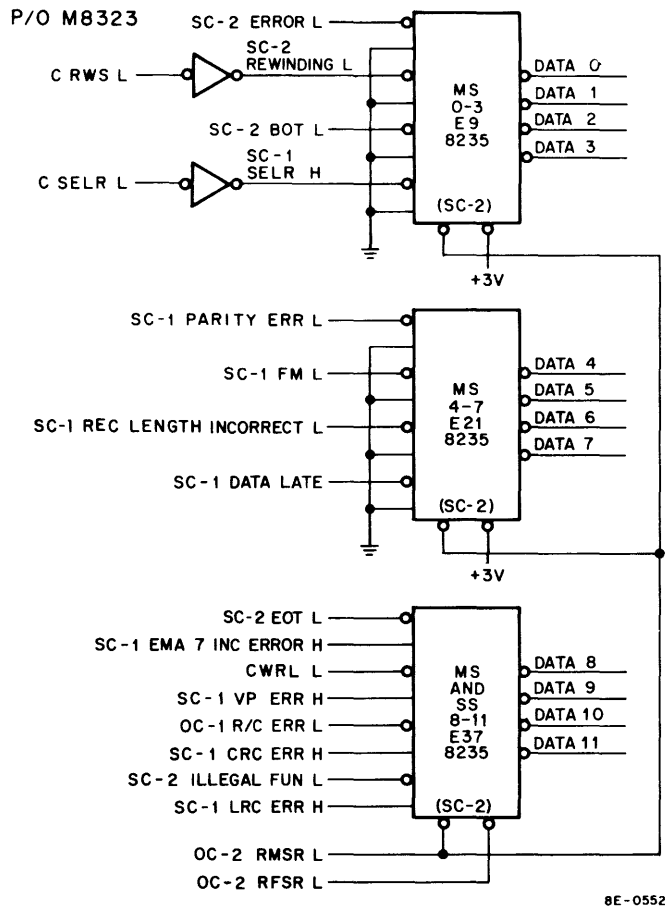 P/O M8323
SC-2 ERROR L
SC-2
REWINDING L
C RWS L
SC-2 BOT L
SC-1
SELR H
C SELR L
MS
0-3
E9
8235
(SC-2)
DATA 0
DATA 1
DATA 2
DATA 3
+3V
SC-1 PARITY ERR L
SC-1 FM L
SC-1 REC LENGTH INCORRECT L
SC-1 DATA LATE
MS
4-7
E21
8235
(SC-2)
DATA 4
DATA 5
DATA 6
DATA 7
+3V
SC-2 EOT L
SC-1 EMA 7 INC ERROR H
CWRL L
SC-1 VP ERR H
OC-1 R/C ERR L
SC-1 CRC ERR H
SC-2 ILLEGAL FUN L
SC-1 LRC ERR H
MS
AND
SS
8-11
E37
8235
(SC-2)
DATA 8
DATA 9
DATA 10
DATA 11
OC-2 RMSR L
OC-2 RFSR L
8E-0552